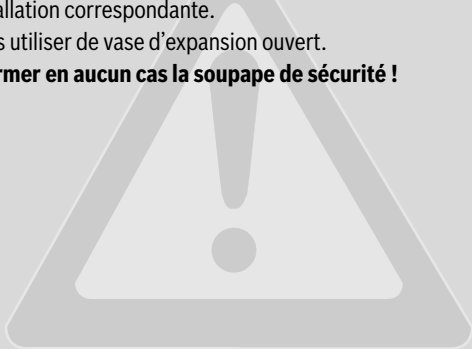 allation correspondante.
s utiliser de vase d’expansion ouvert.
rmer en aucun cas la soupape de sécurité !